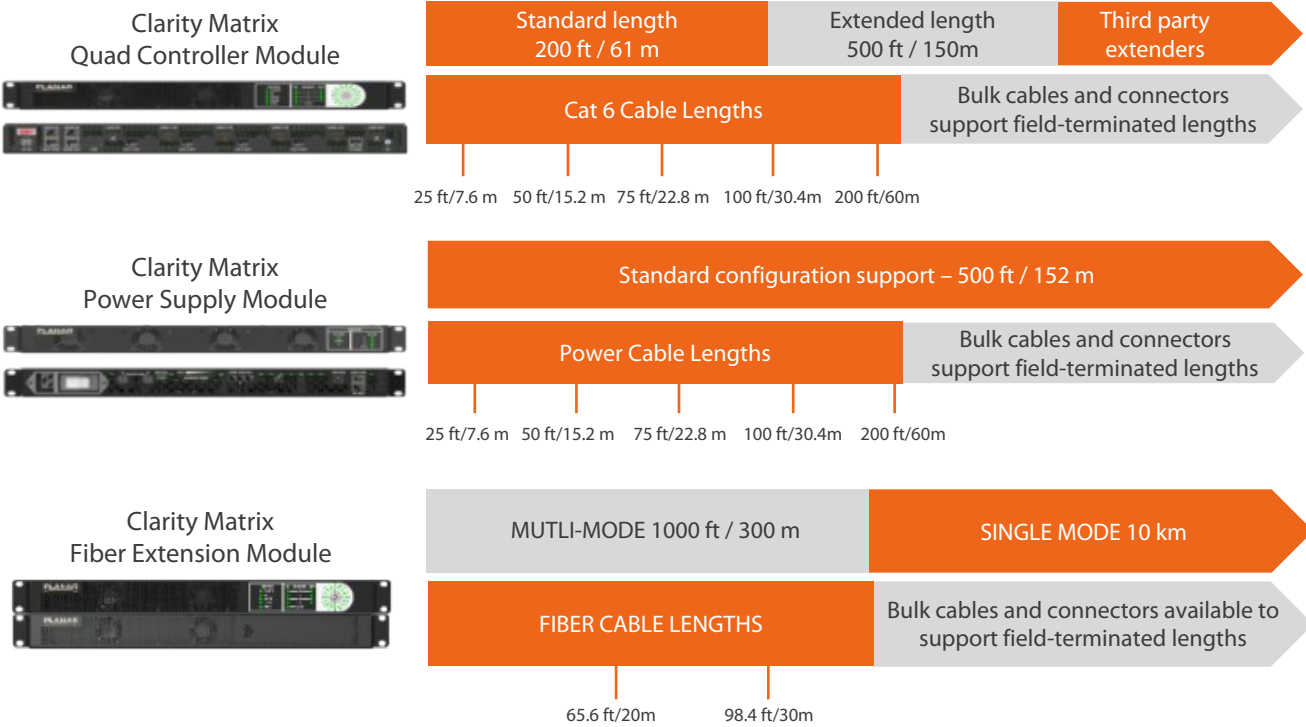 Clarity Matrix
Quad Controller Module
PLANAR
Standard length
200 ft / 61 m
Extended length
500 ft / 150m
Third party
extenders
Cat 6 Cable Lengths
Bulk cables and connectors
support field-terminated lengths
25 ft/7.6 m
50 ft/15.2 m
75 ft/22.8 m
100 ft/30.4m
200 ft/60m
Clarity Matrix
Power Supply Module
PLANAR
Standard configuration support – 500 ft / 152 m
Power Cable Lengths
Bulk cables and connectors
support field-terminated lengths
25 ft/7.6 m
50 ft/15.2 m
75 ft/22.8 m
100 ft/30.4m
200 ft/60m
Clarity Matrix
Fiber Extension Module
PLANAR
PLANAR
MUTLI-MODE 1000 ft / 300 m
SINGLE MODE 10 km
FIBER CABLE LENGTHS
Bulk cables and connectors available to
support field-terminated lengths
65.6 ft/20m
98.4 ft/30m